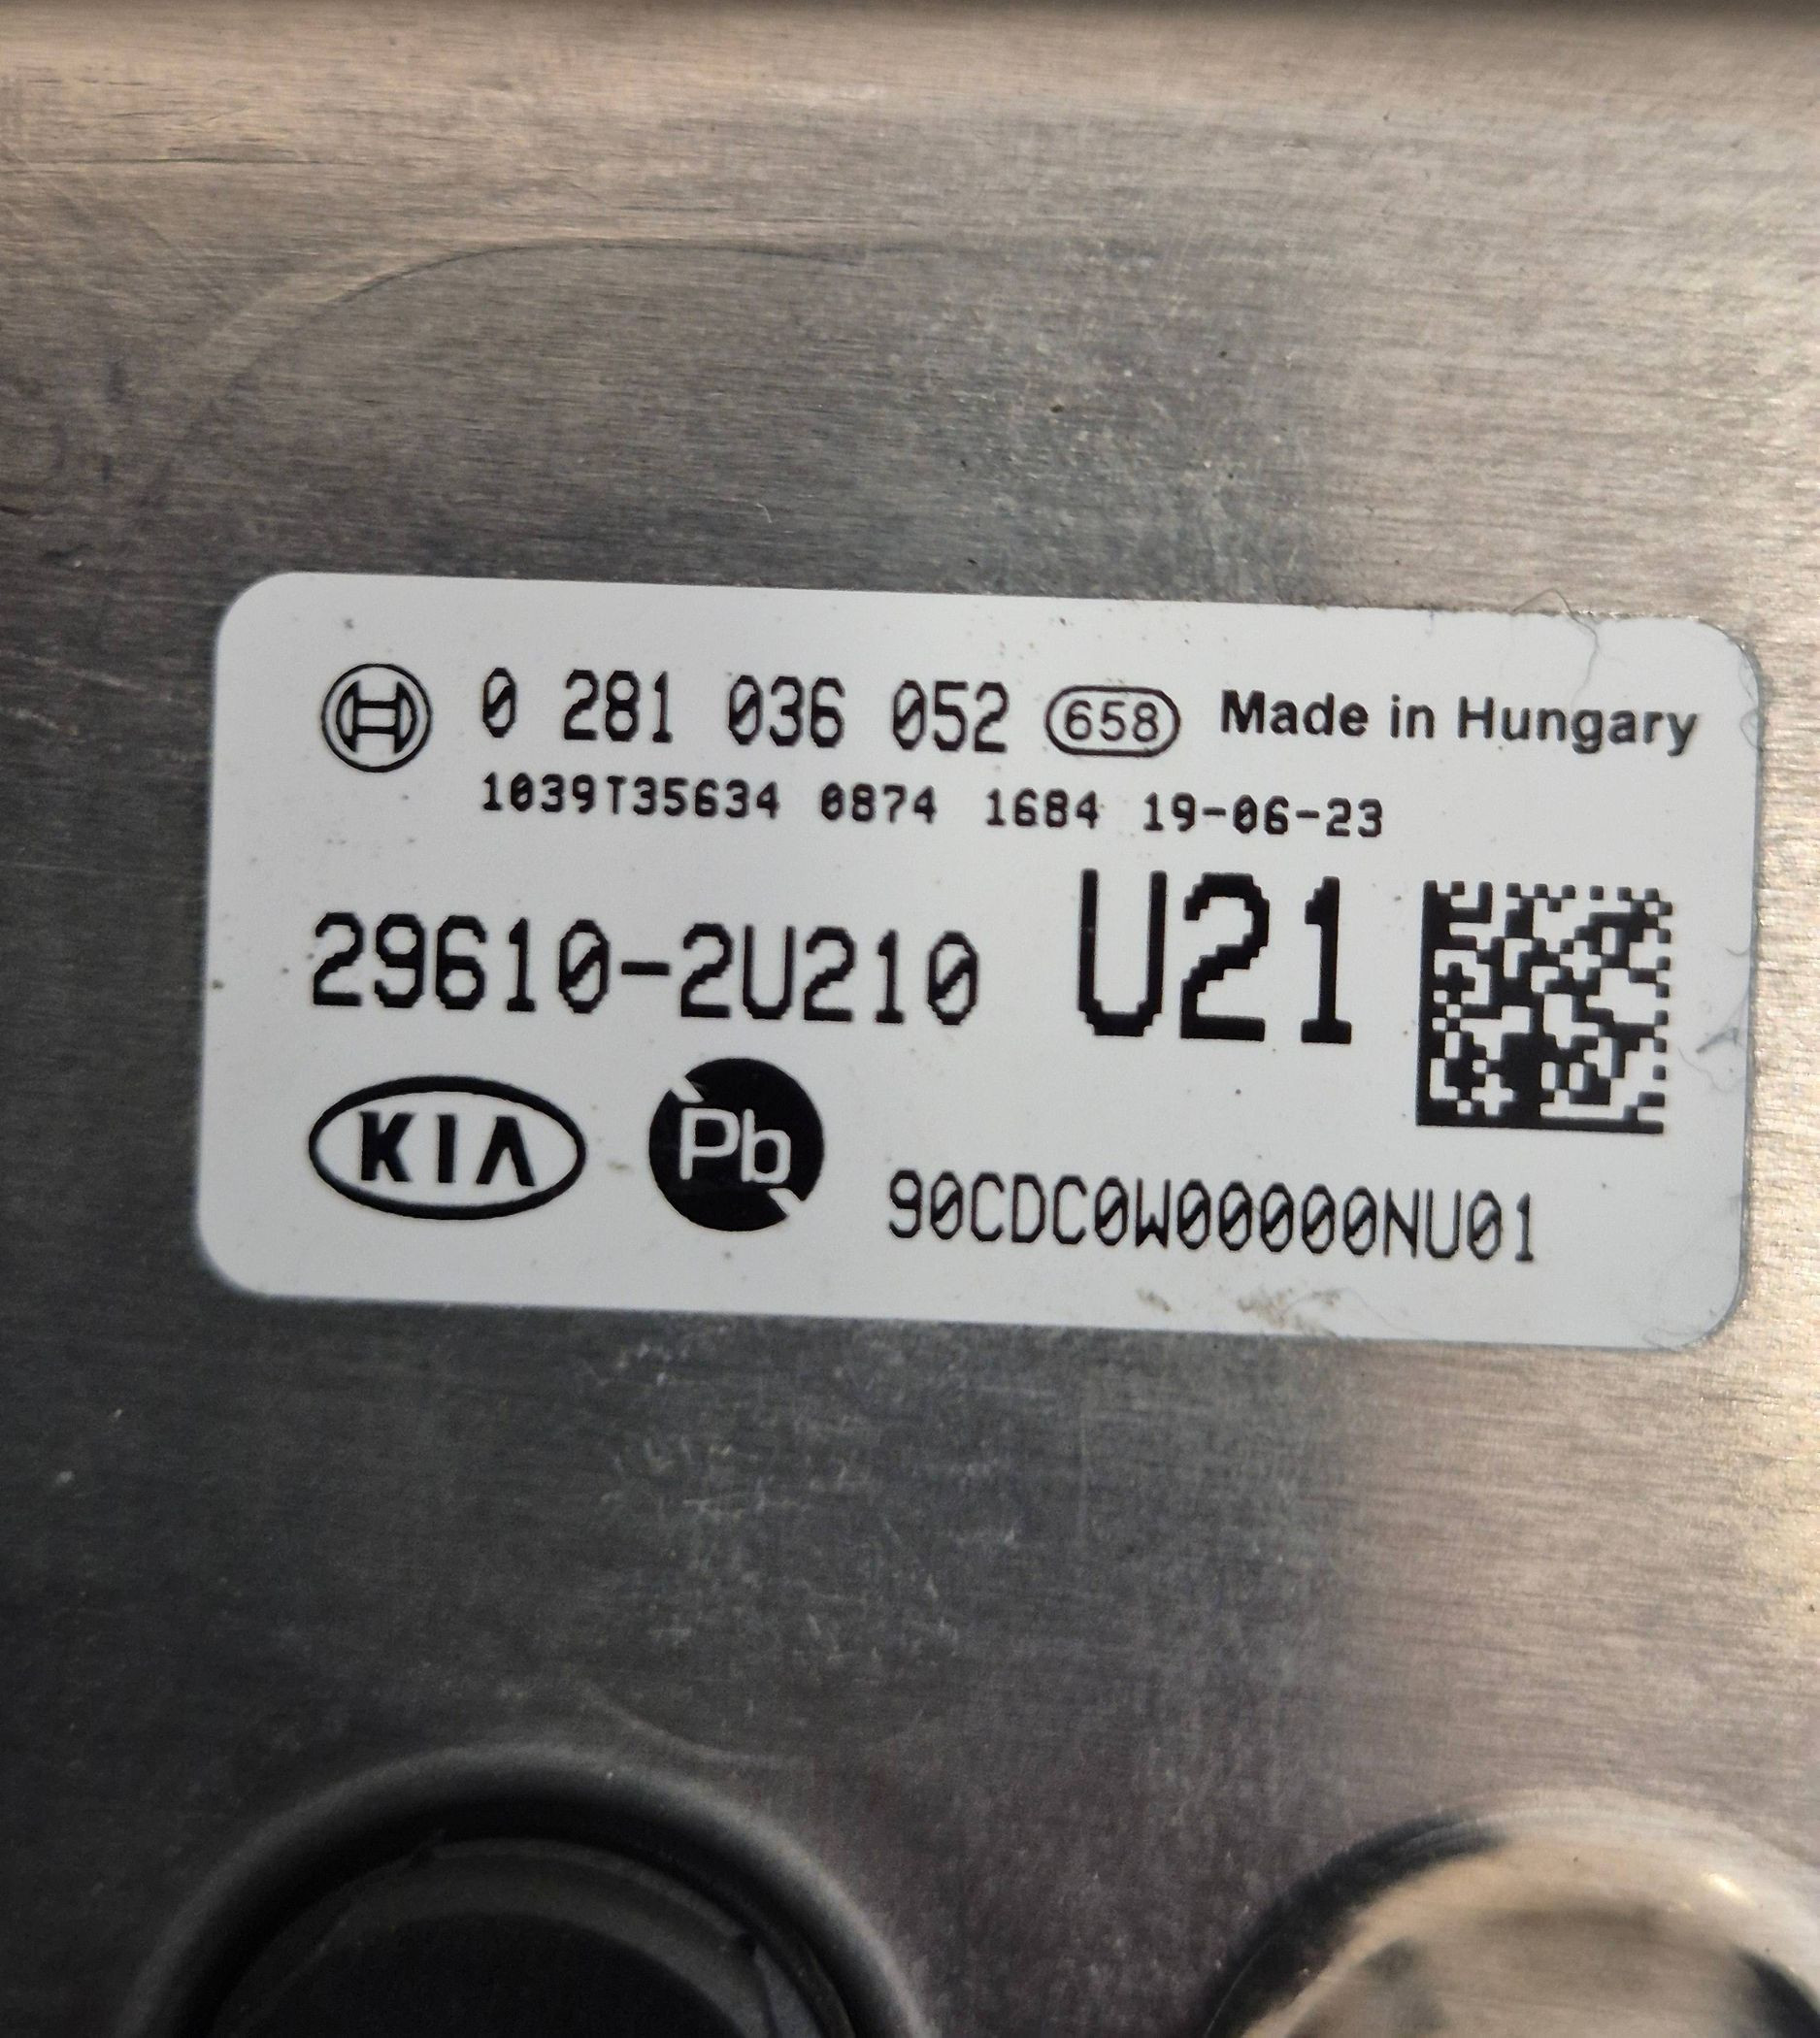 0 281 036 052 658 Made in Hungary
1039T35634 0874 1684 19-06-23
29610-2U210 U21
KIA Pb
90CDC0W00000NU01